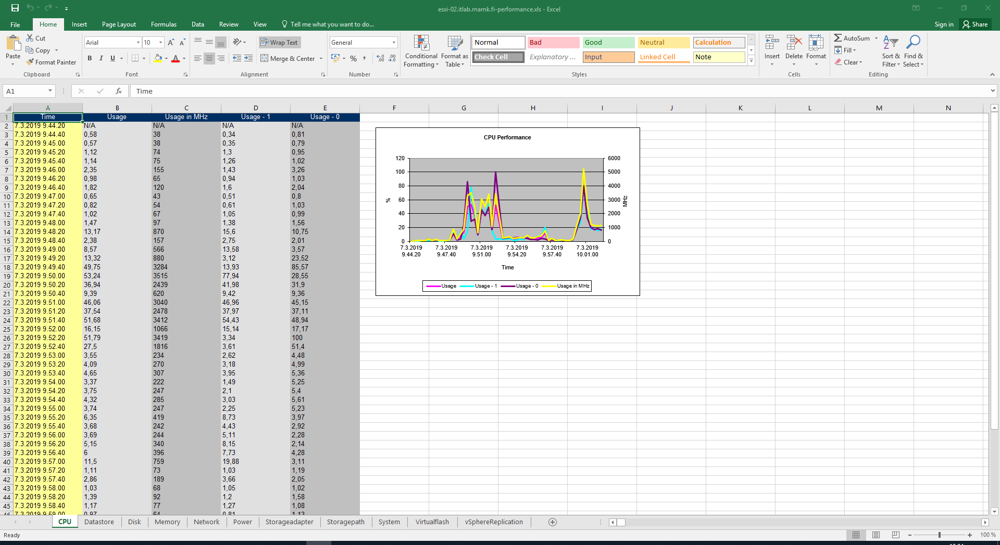 esxi-02.itlab.mamk.fi-performance.xls - Excel
File Home Insert Page Layout Formulas Data Review View Tell me what you want to do... Sign in Share
Paste Cut Copy Format Painter Clipboard
Arial 10 A A B I U A Font
Wrap Text Merge & Center Alignment
General % Number
Conditional Formatting Format as Table
Normal Bad Good Neutral Calculation
Check Cell Explanatory ... Input Linked Cell Note
Styles
Insert Delete Format Cells
AutoSum Fill Clear Sort & Filter Find & Select Editing
A1 fx Time
A B C D E F G H I J K L M N
1 Time Usage Usage in MHz Usage - 1 Usage - 0
2 7.3.2019 9.44.20 N/A N/A N/A N/A
3 7.3.2019 9.44.40 0,58 38 0,34 0,81
4 7.3.2019 9.45.00 0,57 38 0,35 0,79
5 7.3.2019 9.45.20 1,12 74 1,3 0,95
6 7.3.2019 9.45.40 1,14 75 1,26 1,02
7 7.3.2019 9.46.00 2,35 155 1,43 3,26
8 7.3.2019 9.46.20 0,98 65 0,94 1,03
9 7.3.2019 9.46.40 1,82 120 1,6 2,04
10 7.3.2019 9.47.00 0,65 43 0,51 0,8
11 7.3.2019 9.47.20 0,82 54 0,61 1,03
12 7.3.2019 9.47.40 1,02 67 1,05 0,99
13 7.3.2019 9.48.00 1,47 97 1,38 1,56
14 7.3.2019 9.48.20 13,17 870 15,6 10,75
15 7.3.2019 9.48.40 2,38 157 2,75 2,01
16 7.3.2019 9.49.00 8,57 566 13,58 3,57
17 7.3.2019 9.49.20 13,32 880 3,12 23,52
18 7.3.2019 9.49.40 49,75 3284 13,93 85,57
19 7.3.2019 9.50.00 53,24 3515 77,94 28,55
20 7.3.2019 9.50.20 36,94 2439 41,98 31,9
21 7.3.2019 9.50.40 9,39 620 9,42 9,36
22 7.3.2019 9.51.00 46,06 3040 46,96 45,15
23 7.3.2019 9.51.20 37,54 2478 37,97 37,11
24 7.3.2019 9.51.40 51,68 3412 54,43 48,94
25 7.3.2019 9.52.00 16,15 1066 15,14 17,17
26 7.3.2019 9.52.20 51,79 3419 3,34 100
27 7.3.2019 9.52.40 27,5 1816 3,61 51,4
28 7.3.2019 9.53.00 3,55 234 2,62 4,48
29 7.3.2019 9.53.20 4,09 270 3,18 4,99
30 7.3.2019 9.53.40 4,65 307 3,95 5,36
31 7.3.2019 9.54.00 3,37 222 1,49 5,25
32 7.3.2019 9.54.20 3,75 247 2,1 5,4
33 7.3.2019 9.54.40 4,32 285 3,03 5,61
34 7.3.2019 9.55.00 3,74 247 2,25 5,23
35 7.3.2019 9.55.20 6,35 419 8,73 3,97
36 7.3.2019 9.55.40 3,68 242 4,43 2,92
37 7.3.2019 9.56.00 3,69 244 5,11 2,28
38 7.3.2019 9.56.20 5,15 340 8,15 2,14
39 7.3.2019 9.56.40 6 396 7,73 4,28
40 7.3.2019 9.57.00 11,5 759 19,88 3,11
41 7.3.2019 9.57.20 1,11 73 1,03 1,19
42 7.3.2019 9.57.40 2,86 189 3,66 2,05
43 7.3.2019 9.58.00 1,03 68 1,05 1,02
44 7.3.2019 9.58.20 1,39 92 1,2 1,58
45 7.3.2019 9.58.40 1,17 77 1,27 1,08
46 7.3.2019 9.59.00 0,97 64 0,81 1,13
CPU Performance
120 6000
100 5000
80 4000
% 60 3000 MHz
40 2000
20 1000
0 0
7.3.2019 7.3.2019 7.3.2019 7.3.2019 7.3.2019 7.3.2019
9.44.20 9.47.40 9.51.00 9.54.20 9.57.40 10.01.00
Time
Usage Usage - 1 Usage - 0 Usage in MHz
CPU Datastore Disk Memory Network Power Storageadapter Storagepath System Virtualflash vSphereReplication
Ready 100 %